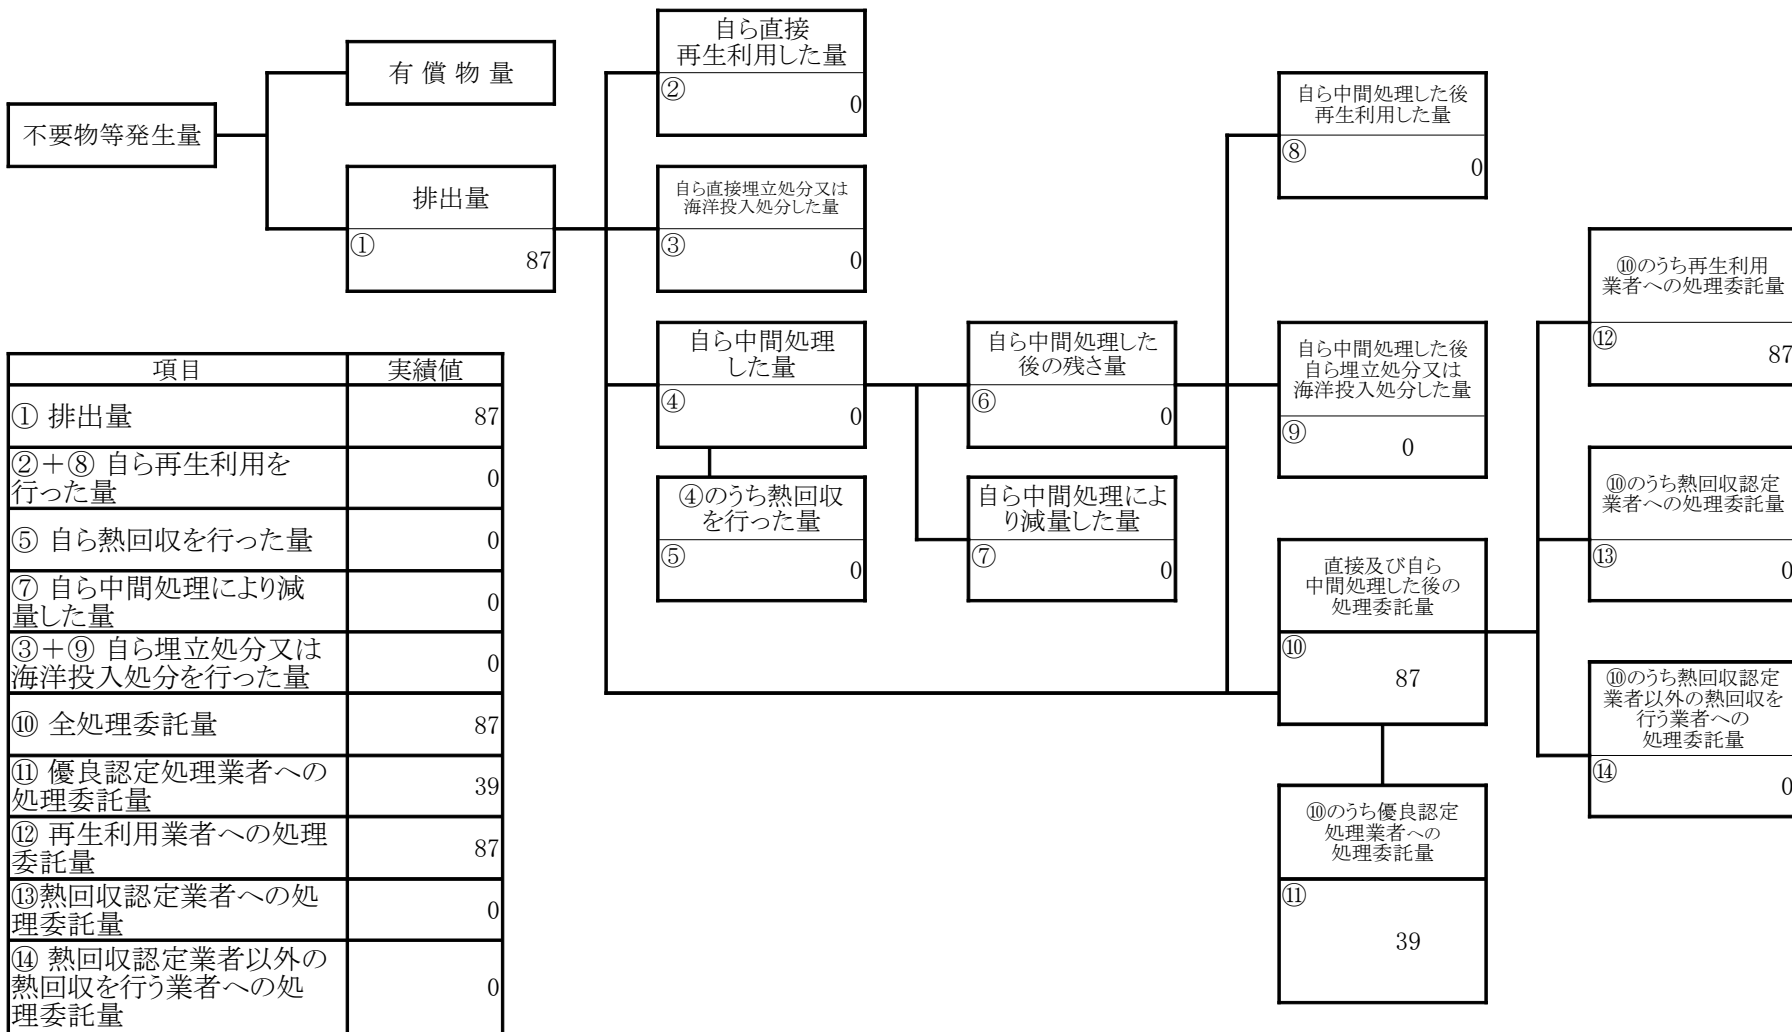 不要物等発生量
有 償 物 量
排出量
①
87
自ら直接
再生利用した量
②
0
自ら直接埋立処分又は
海洋投入処分した量
③
0
自ら中間処理
した量
④
0
④のうち熱回収
を行った量
⑤
0
自ら中間処理した
後の残さ量
⑥
0
自ら中間処理によ
り減量した量
⑦
0
自ら中間処理した後
再生利用した量
⑧
0
自ら中間処理した後
自ら埋立処分又は
海洋投入処分した量
⑨
0
直接及び自ら
中間処理した後の
処理委託量
⑩
87
⑩のうち優良認定
処理業者への
処理委託量
⑪
39
⑩のうち再生利用
業者への処理委託量
⑫
87
⑩のうち熱回収認定
業者への処理委託量
⑬
0
⑩のうち熱回収認定
業者以外の熱回収を
行う業者への
処理委託量
⑭
0
項目 実績値
① 排出量 87
②＋⑧ 自ら再生利用を
行った量 0
⑤ 自ら熱回収を行った量 0
⑦ 自ら中間処理により減
量した量 0
③＋⑨ 自ら埋立処分又は
海洋投入処分を行った量 0
⑩ 全処理委託量 87
⑪ 優良認定処理業者への
処理委託量 39
⑫ 再生利用業者への処理
委託量 87
⑬熱回収認定業者への処
理委託量 0
⑭ 熱回収認定業者以外の
熱回収を行う業者への処
理委託量 0